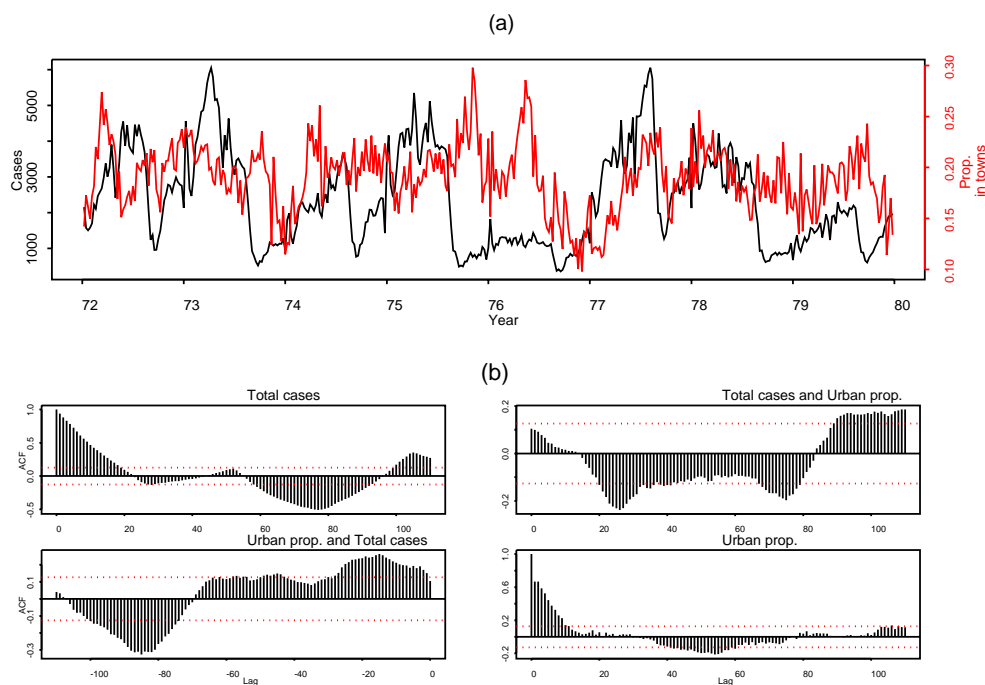 (a)
Cases
1000 3000 5000
0.10 0.15 0.20 0.25 0.30
Prop.
in towns
72 73 74 75 76 77 78 79 80
Year
(b)
Total cases
ACF
-0.5 0.0 0.5 1.0
0 20 40 60 80 100
Total cases and Urban prop.
-0.2 0.0 0.2
0 20 40 60 80 100
Urban prop. and Total cases
ACF
-0.3 -0.1 0.1
-100 -80 -60 -40 -20 0
Lag
Urban prop.
-0.2 0.2 0.6 1.0
0 20 40 60 80 100
Lag